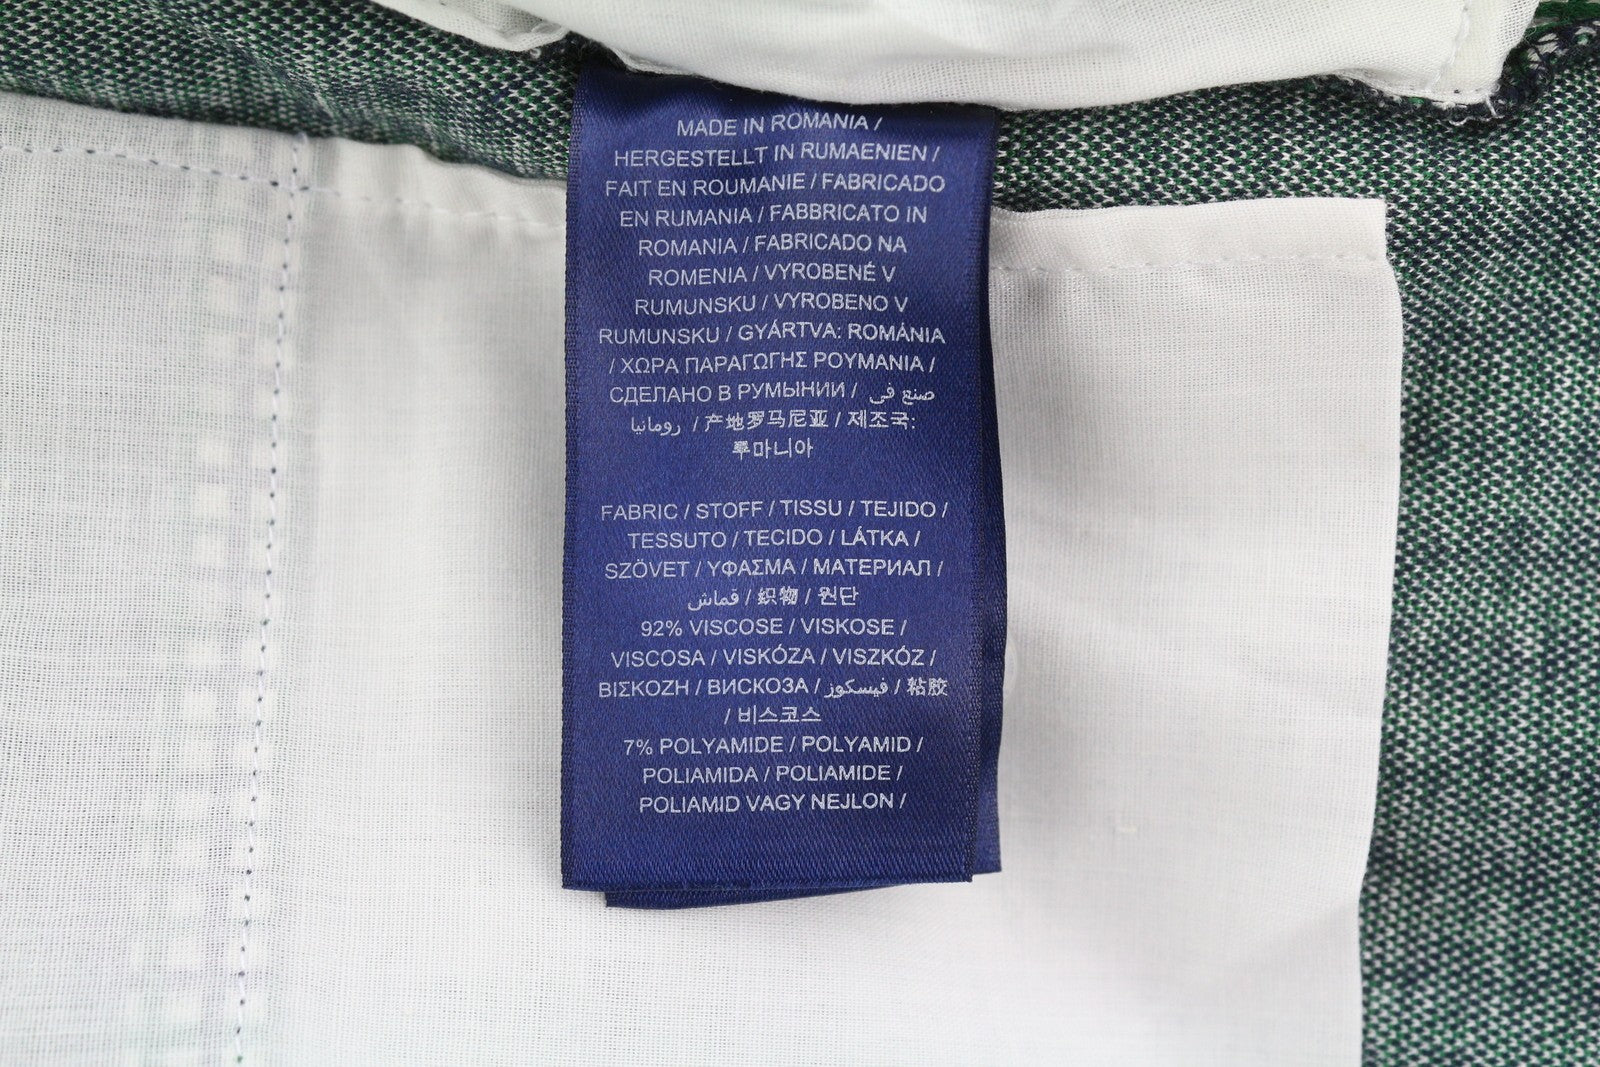 MADE IN ROMANIA /
HERGESTELLT IN RUMAENIEN /
FAIT EN ROUMANIE / FABRICADO
EN RUMANIA / FABBRICATO IN
ROMANIA / FABRICADO NA
ROMENIA / VYROBENÉ V
RUMUNSKU / VYROBENO V
RUMUNSKU / GYÁRTVA: ROMÁNIA
/ ΧΩΡΑ ΠΑΡΑΓΩΓΗΣ ΡΟΥΜΑΝΙΑ /
СДЕЛАНО В РУМЫНИИ / صنع في
رومانيا / 产地罗马尼亚 / 제조국:
루마니아
FABRIC / STOFF / TISSU / TEJIDO /
TESSUTO / TECIDO / LÁTKA /
SZÖVET / ΥΦΑΣΜΑ / МАТЕРИАЛ /
قماش / 织物 / 원단
92% VISCOSE / VISKOSE /
VISCOSA / VISKÓZA / VISZKÓZ /
ΒΙΣΚΟΖΗ / ВИСКОЗА / فيسكوز / 粘胶
/ 비스코스
7% POLYAMIDE / POLYAMID /
POLIAMIDA / POLIAMIDE /
POLIAMID VAGY NEJLON /